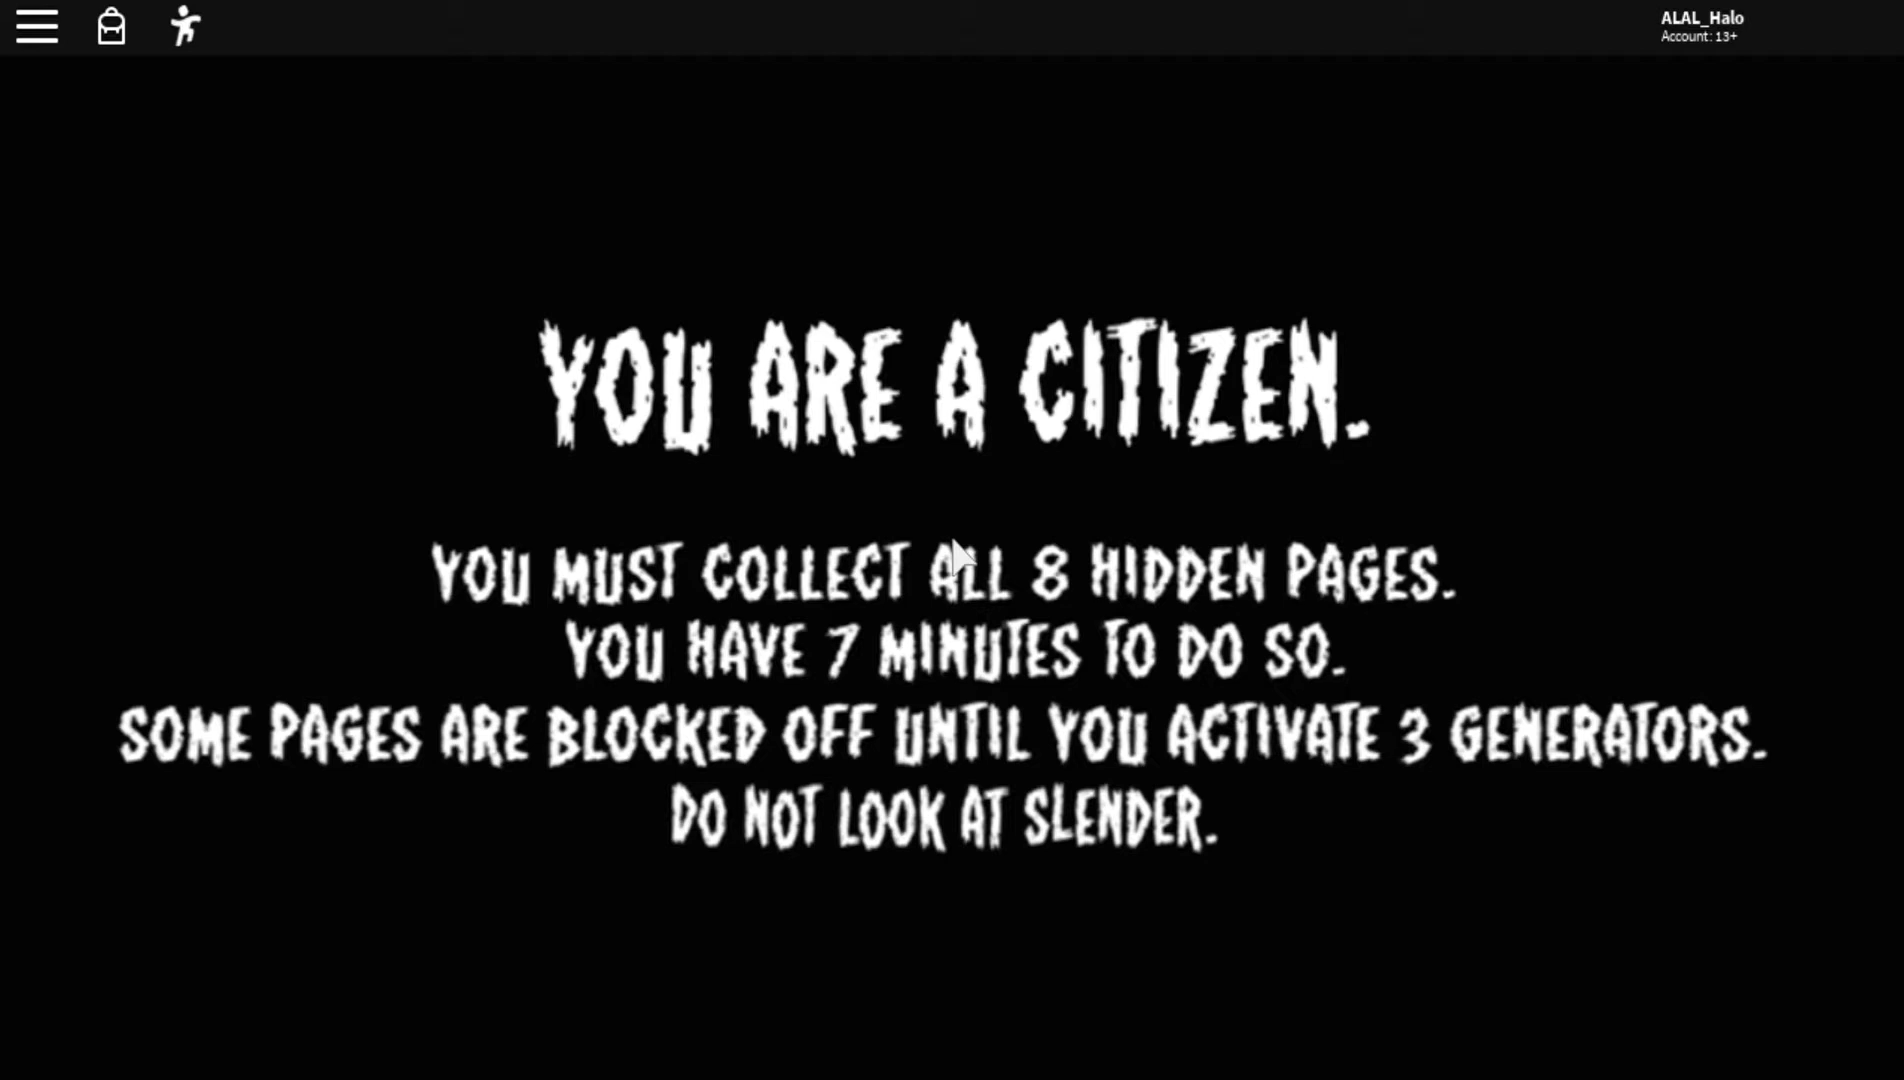 ALAL_Halo
Account: 13+
YOU ARE A CITIZEN.
YOU MUST COLLECT ALL 8 HIDDEN PAGES.
YOU HAVE 7 MINUTES TO DO SO.
SOME PAGES ARE BLOCKED OFF UNTIL YOU ACTIVATE 3 GENERATORS.
DO NOT LOOK AT SLENDER.